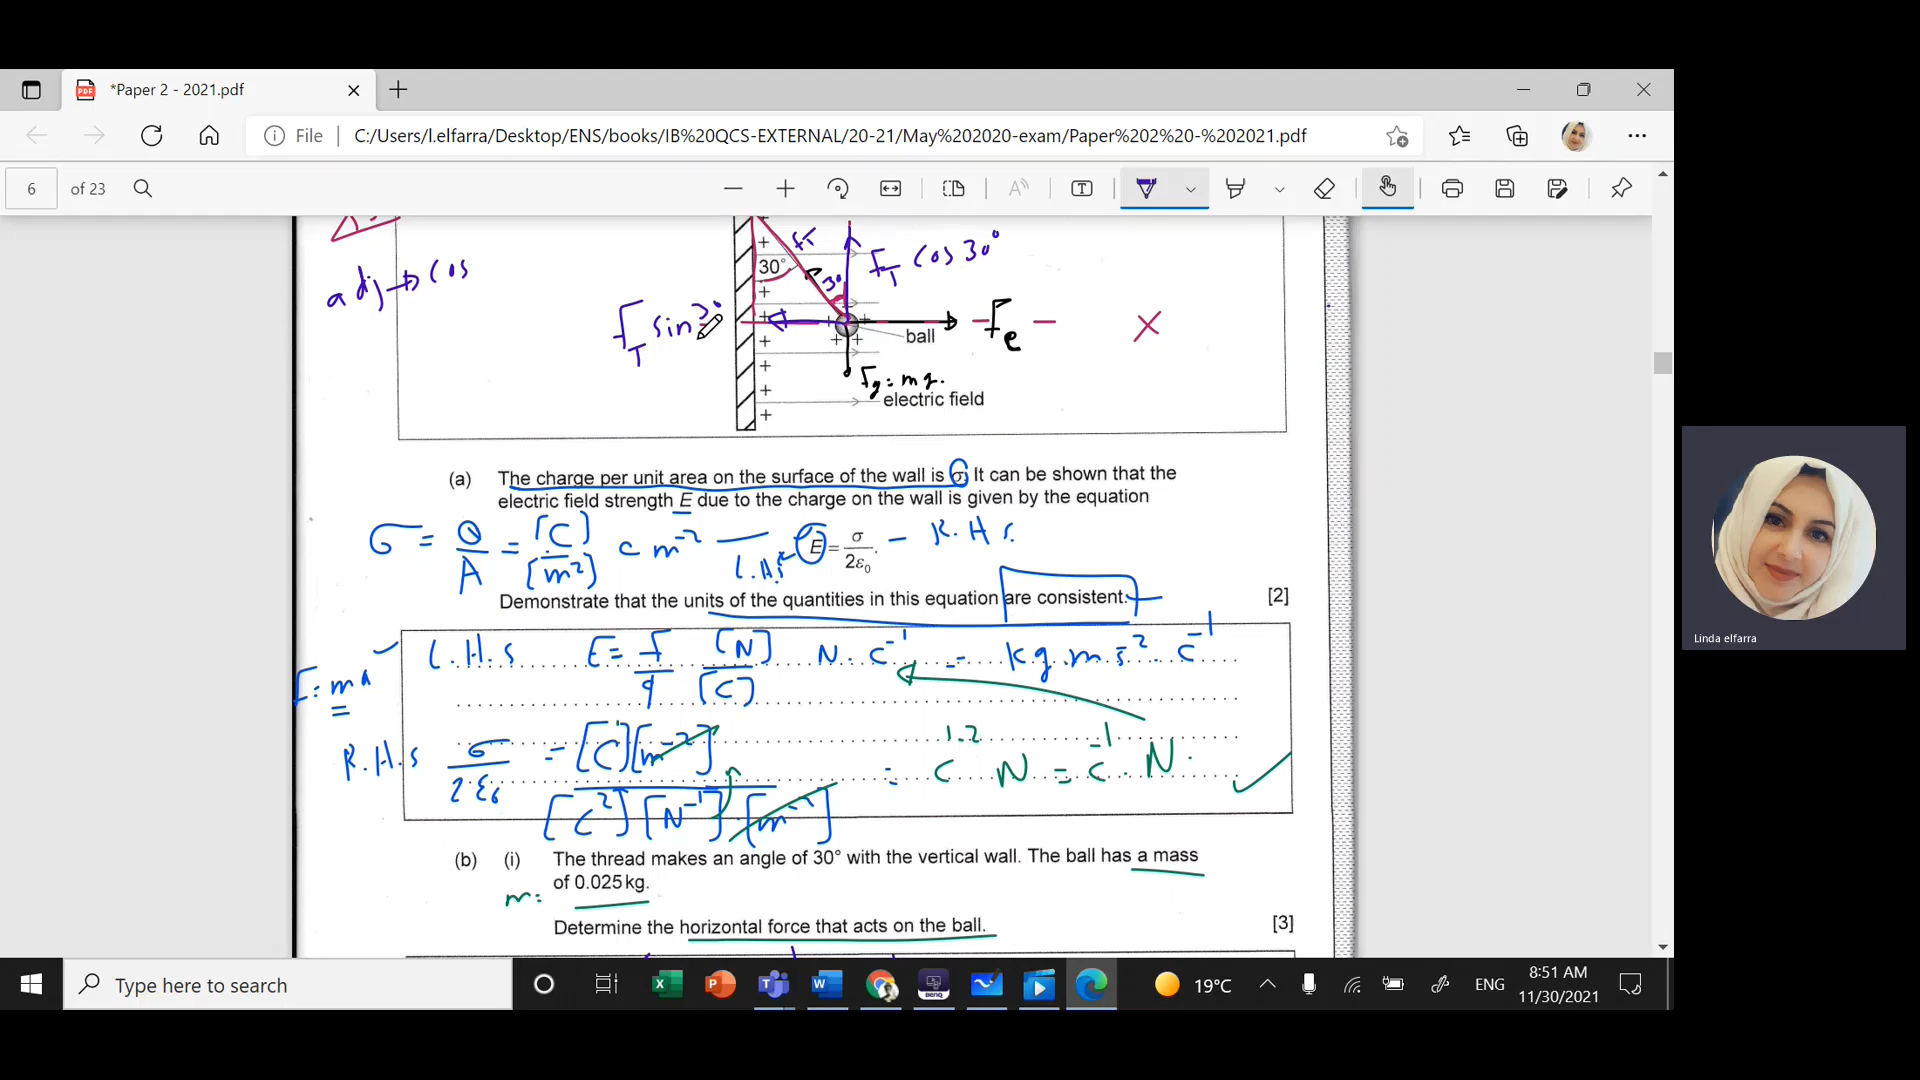 *Paper 2 - 2021.pdf
File | C:/Users/l.elfarra/Desktop/ENS/books/IB%20QCS-EXTERNAL/20-21/May%202020-exam/Paper%202%20-%202021.pdf
6 of 23
adj→ cos
F_T cos 30°
30°
30
F_T sin 3
F_e
ball
F_g = mg.
electric field
(a) The charge per unit area on the surface of the wall is σ. It can be shown that the
electric field strength E due to the charge on the wall is given by the equation
σ = Q/A = [C]/[m²] C m⁻² L.H.S E = σ/2ε₀. R.H.S.
Demonstrate that the units of the quantities in this equation are consistent. [2]
L.H.S E = F/q [N]/[C] N·C⁻¹ = kg.m.s⁻².C⁻¹
F = ma
R.H.S σ/2ε₀ = [C][m⁻²]/[C²][N⁻¹][m⁻²] = C¹⁻² N = C⁻¹.N.
(b) (i) The thread makes an angle of 30° with the vertical wall. The ball has a mass
of 0.025 kg.
m=
Determine the horizontal force that acts on the ball. [3]
Linda elfarra
Type here to search
19°C
ENG
8:51 AM
11/30/2021